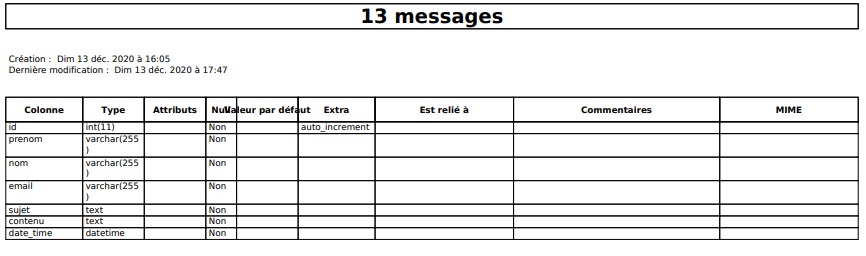 13 messages
Création : Dim 13 déc. 2020 à 16:05
Dernière modification : Dim 13 déc. 2020 à 17:47
Colonne Type Attributs Null Valeur par défaut Extra Est relié à Commentaires MIME
id int(11) Non auto_increment
prenom varchar(255 Non
)
nom varchar(255 Non
)
email varchar(255 Non
)
sujet text Non
contenu text Non
date_time datetime Non